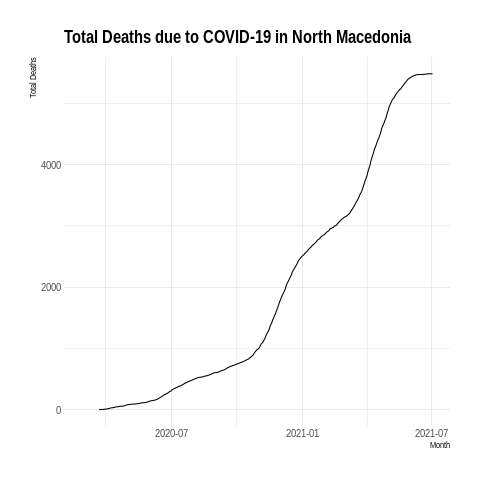 Total Deaths due to COVID-19 in North Macedonia
Total Deaths
4000
2000
0
2020-07
2021-01
2021-07
Month